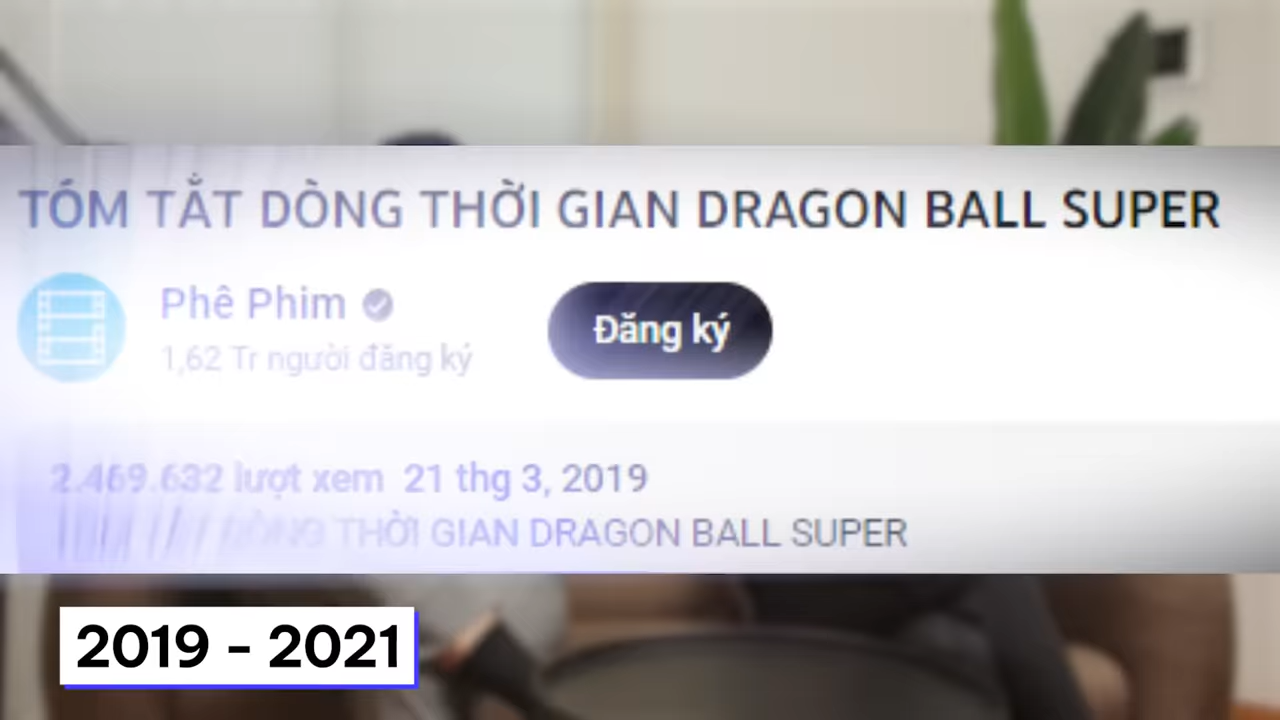 TÓM TẮT DÒNG THỜI GIAN DRAGON BALL SUPER
Phê Phim
1,62 Tr người đăng ký
Đăng ký
2.469.632 lượt xem 21 thg 3, 2019
DÒNG THỜI GIAN DRAGON BALL SUPER
2019 - 2021